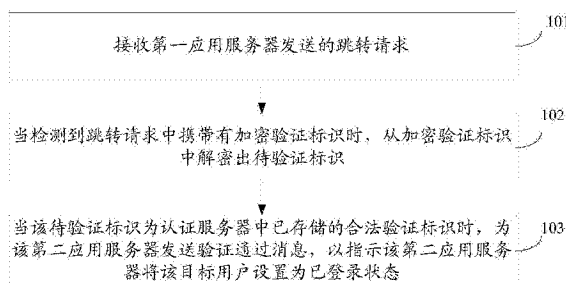 接收第一应用服务器发送的跳转请求
101
当检测到跳转请求中携带有加密验证标识时，从加密验证标识
中解密出待验证标识
102
当该待验证标识为认证服务器中已存储的合法验证标识时，为
该第二应用服务器发送验证通过消息，以指示该第二应用服务
器将该目标用户设置为已登录状态
103